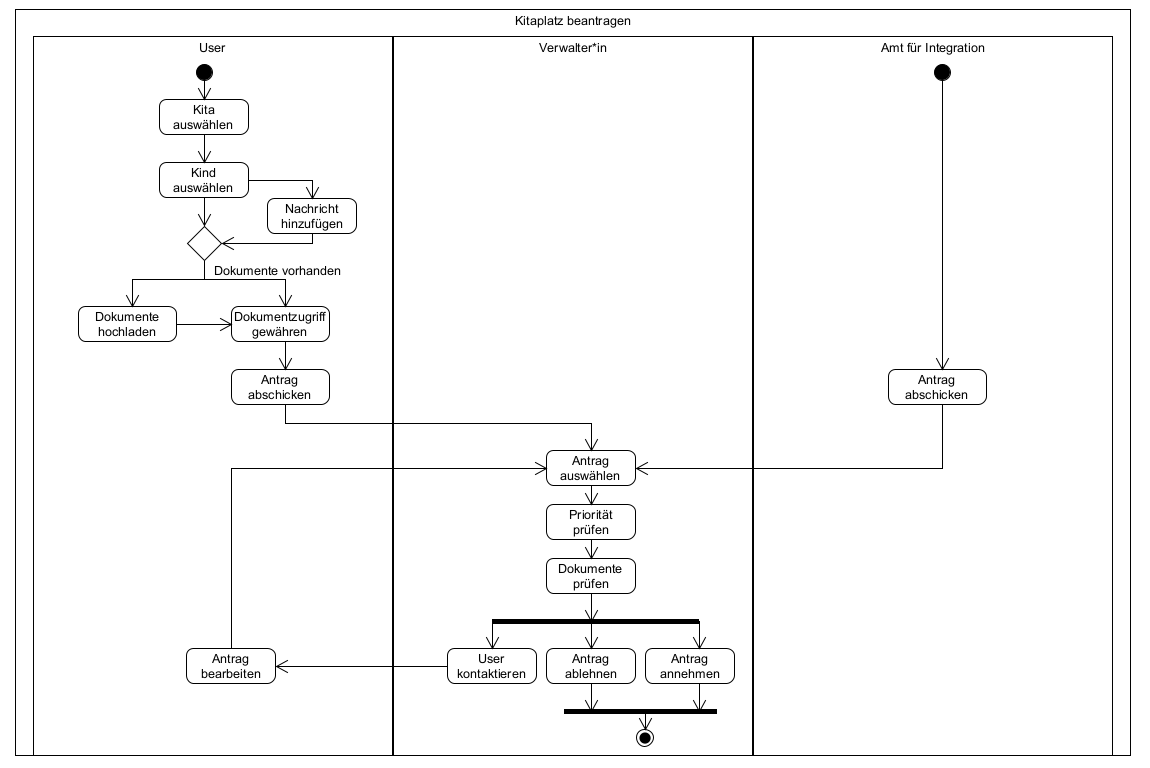 Kitaplatz beantragen
User
Verwalter*in
Amt für Integration
Kita
auswählen
Kind
auswählen
Nachricht
hinzufügen
Dokumente vorhanden
Dokumente
hochladen
Dokumentzugriff
gewähren
Antrag
abschicken
Antrag
abschicken
Antrag
auswählen
Priorität
prüfen
Dokumente
prüfen
Antrag
bearbeiten
User
kontaktieren
Antrag
ablehnen
Antrag
annehmen